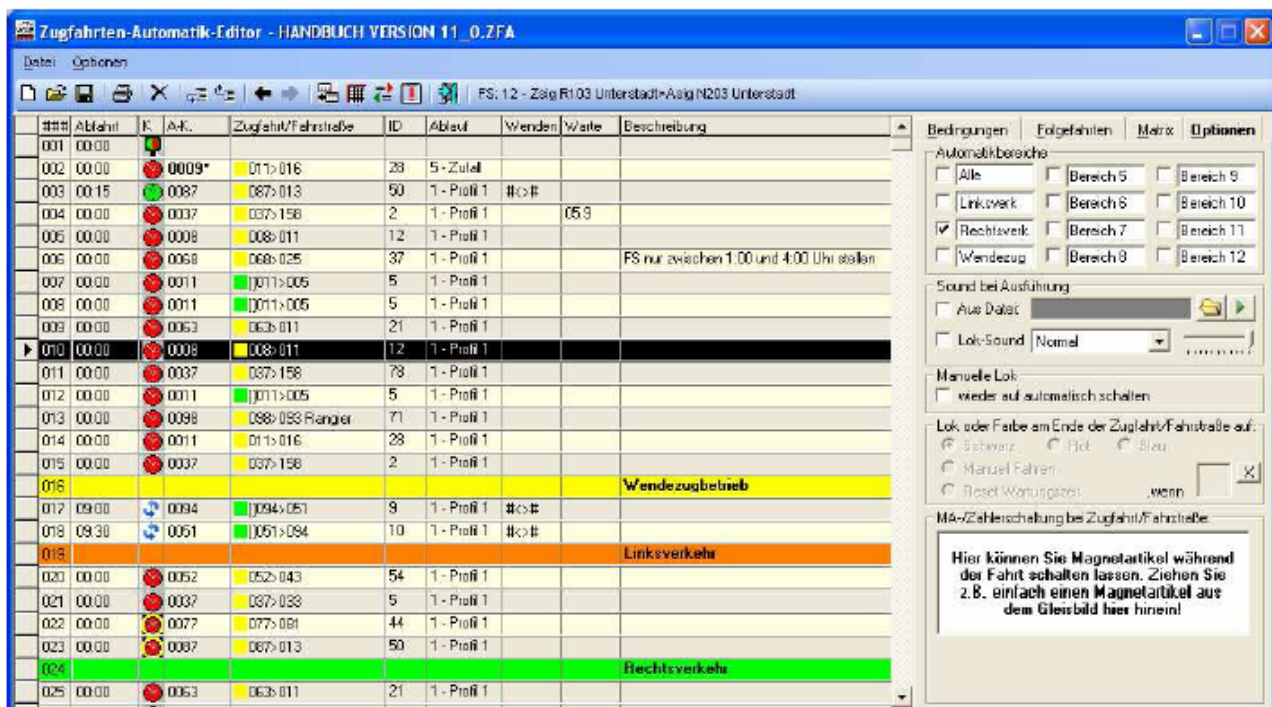 Zugfahrten-Automatik-Editor - HANDBUCH VERSION 11_0.ZFA
Datei Optionen
FS: 12 - Zsig R103 Unterstadt>Asig N203 Unterstadt
### Abfahrt K. A-K. Zugfahrt/Fahrstraße ID Ablauf Wenden Warte Beschreibung
001 00:00
002 00:00 0009* 011>016 28 5 - Zufall
003 00:15 0087 087>013 50 1 - Profil 1 #<>#
004 00:00 0037 037>158 2 1 - Profil 1 05.9
005 00:00 0008 008>011 12 1 - Profil 1
006 00:00 0068 068>025 37 1 - Profil 1 FS nur zwischen 1:00 und 4:00 Uhr stellen
007 00:00 0011 []011>005 5 1 - Profil 1
008 00:00 0011 []011>005 5 1 - Profil 1
009 00:00 0063 063>011 21 1 - Profil 1
010 00:00 0008 008>011 12 1 - Profil 1
011 00:00 0037 037>158 78 1 - Profil 1
012 00:00 0011 []011>005 5 1 - Profil 1
013 00:00 0098 098>093 Rangier 71 1 - Profil 1
014 00:00 0011 011>016 28 1 - Profil 1
015 00:00 0037 037>158 2 1 - Profil 1
016 Wendezugbetrieb
017 09:00 0094 []094>051 9 1 - Profil 1 #<>#
018 09:30 0051 []051>094 10 1 - Profil 1 #<>#
019 Linksverkehr
020 00:00 0052 052>043 54 1 - Profil 1
021 00:00 0037 037>033 5 1 - Profil 1
022 00:00 0077 077>081 44 1 - Profil 1
023 00:00 0087 087>013 50 1 - Profil 1
024 Rechtsverkehr
025 00:00 0063 063>011 21 1 - Profil 1
Bedingungen Folgefahrten Matrix Optionen
Automatikbereiche
Alle Bereich 5 Bereich 9
Linksverk Bereich 6 Bereich 10
Rechtsverk Bereich 7 Bereich 11
Wendezug Bereich 8 Bereich 12
Sound bei Ausführung
Aus Datei:
Lok-Sound Normal
Manuelle Lok
wieder auf automatisch schalten
Lok oder Farbe am Ende der Zugfahrt/Fahrstraße auf:
Schwarz Rot Blau
Manuel Fahren
Reset Wartungszeit ,wenn X
MA-/Zählerschaltung bei Zugfahrt/Fahrstraße:
Hier können Sie Magnetartikel während
der Fahrt schalten lassen. Ziehen Sie
z.B. einfach einen Magnetartikel aus
dem Gleisbild hier hinein!